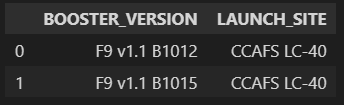 BOOSTER_VERSION LAUNCH_SITE
0 F9 v1.1 B1012 CCAFS LC-40
1 F9 v1.1 B1015 CCAFS LC-40